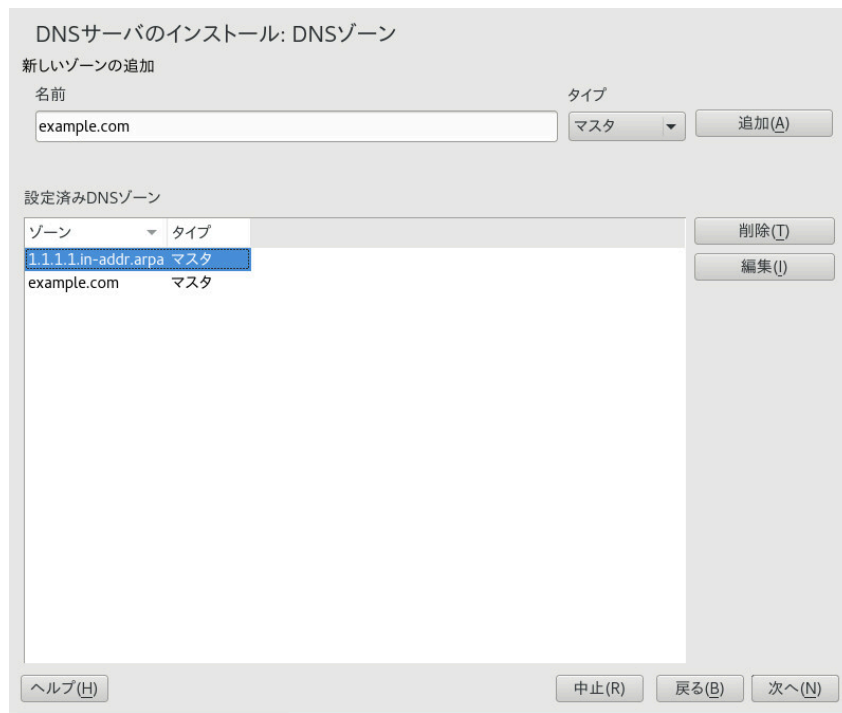 DNSサーバのインストール: DNSゾーン
新しいゾーンの追加
名前 タイプ
example.com マスタ 追加(A)
設定済みDNSゾーン
ゾーン タイプ 削除(T)
1.1.1.1.in-addr.arpa マスタ 編集(I)
example.com マスタ
ヘルプ(H) 中止(R) 戻る(B) 次へ(N)